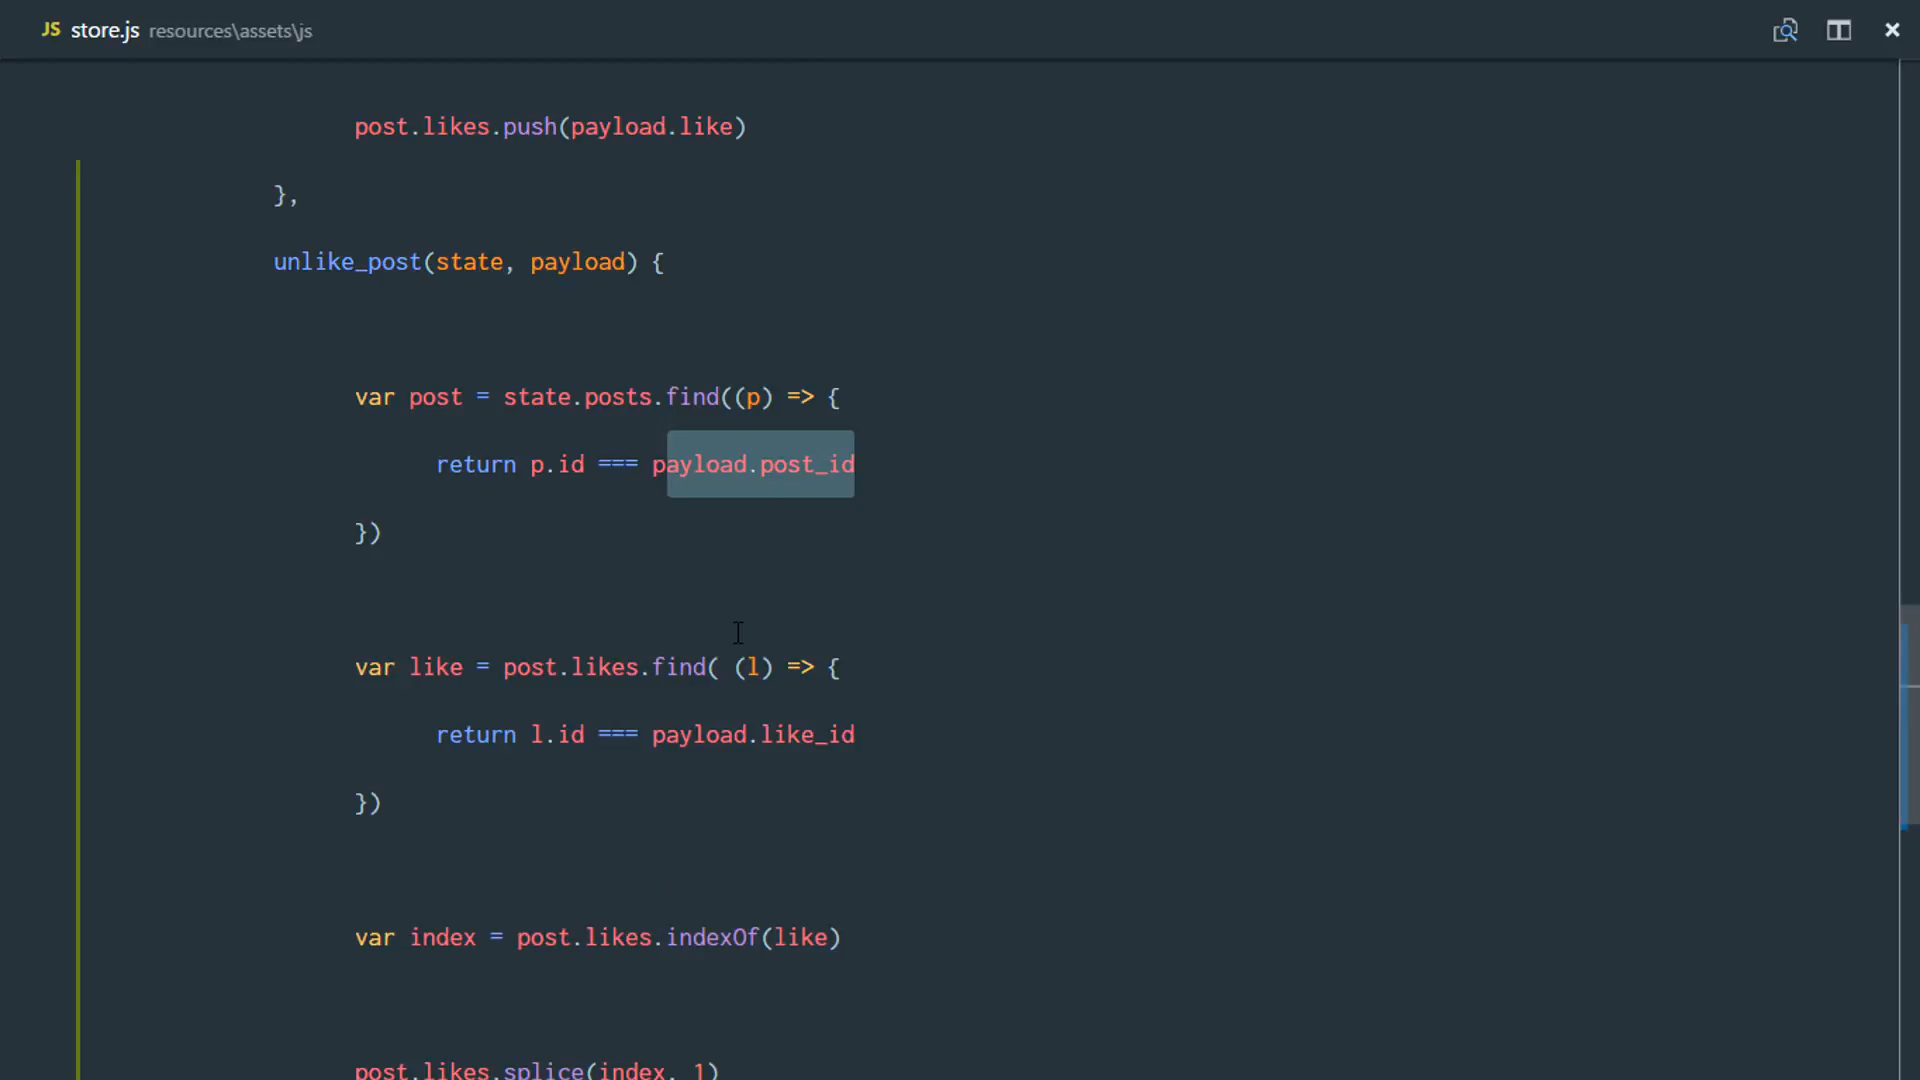 JS store.js resources\assets\js
post.likes.push(payload.like)
},
unlike_post(state, payload) {
var post = state.posts.find((p) => {
return p.id === payload.post_id
})
var like = post.likes.find( (l) => {
return l.id === payload.like_id
})
var index = post.likes.indexOf(like)
post.likes.splice(index, 1)